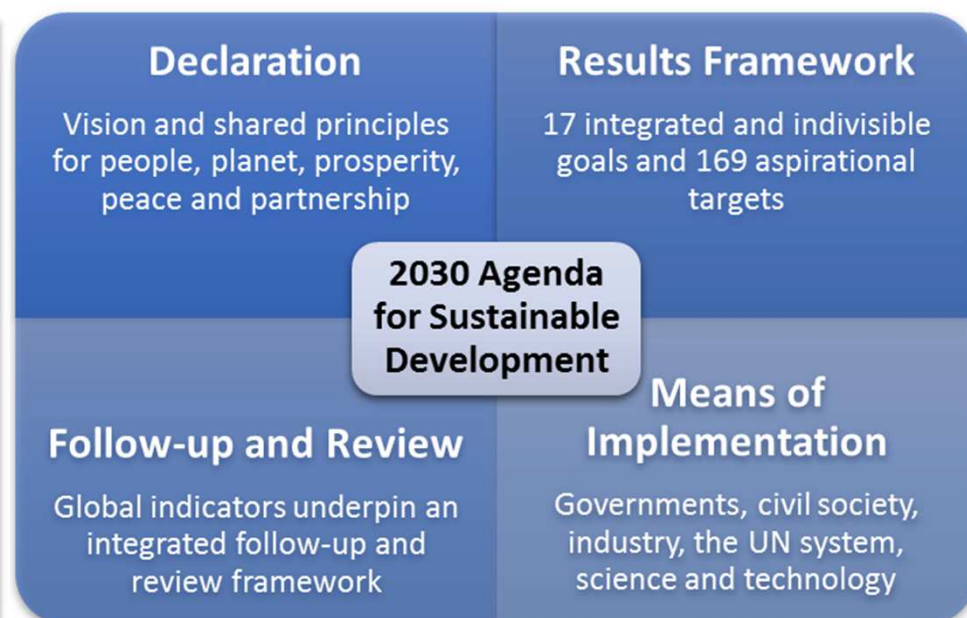 Declaration
Vision and shared principles
for people, planet, prosperity,
peace and partnership
Results Framework
17 integrated and indivisible
goals and 169 aspirational
targets
2030 Agenda
for Sustainable
Development
Follow-up and Review
Global indicators underpin an
integrated follow-up and
review framework
Means of
Implementation
Governments, civil society,
industry, the UN system,
science and technology